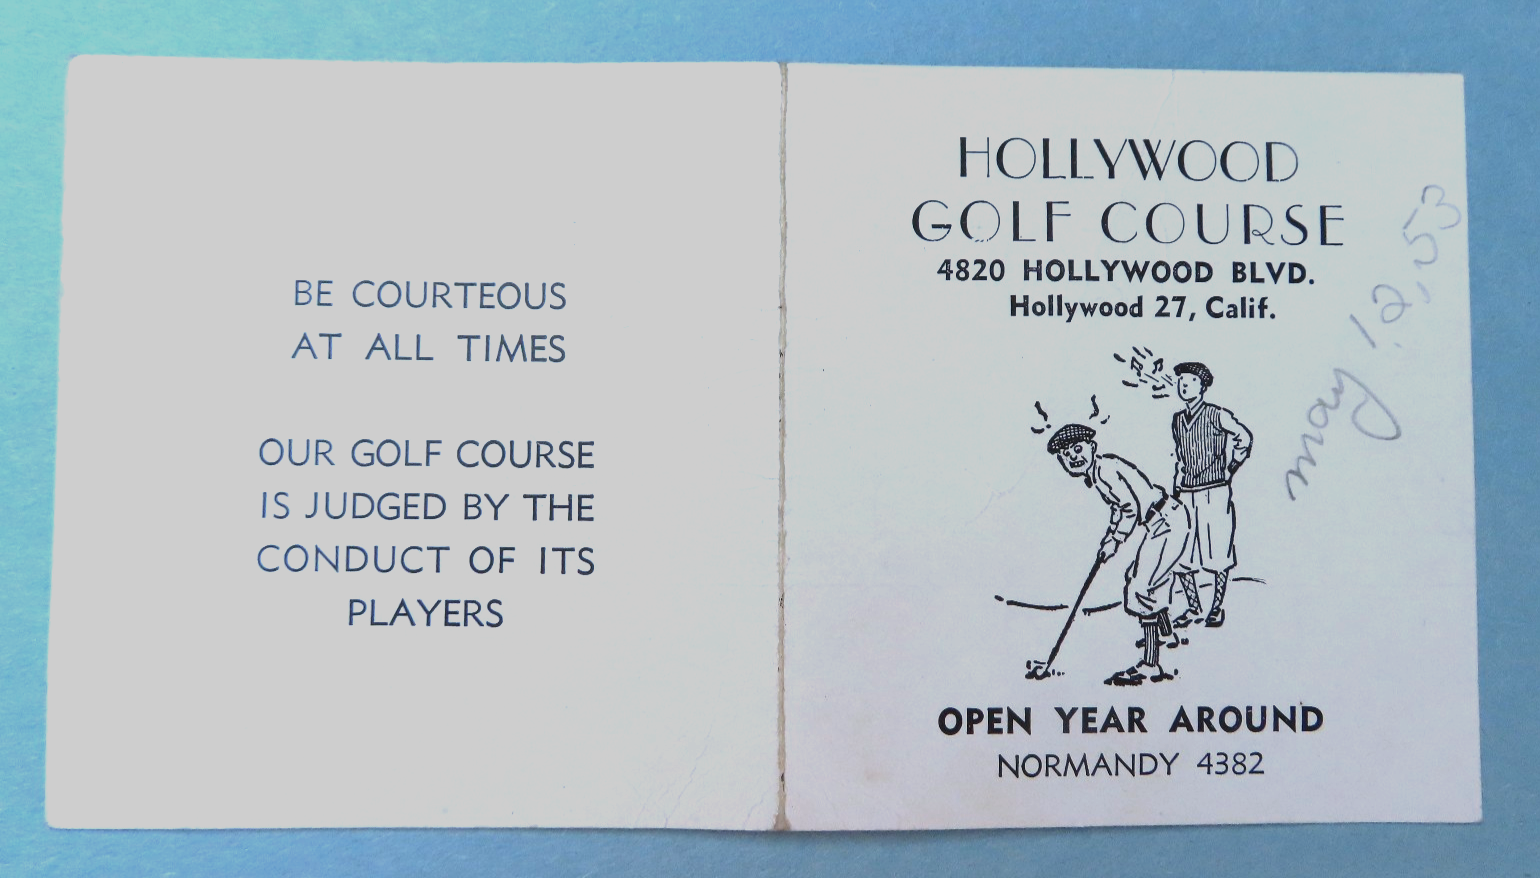 BE COURTEOUS
AT ALL TIMES
OUR GOLF COURSE
IS JUDGED BY THE
CONDUCT OF ITS
PLAYERS
HOLLYWOOD
GOLF COURSE
4820 HOLLYWOOD BLVD.
Hollywood 27, Calif.
may 12, 53
OPEN YEAR AROUND
NORMANDY 4382